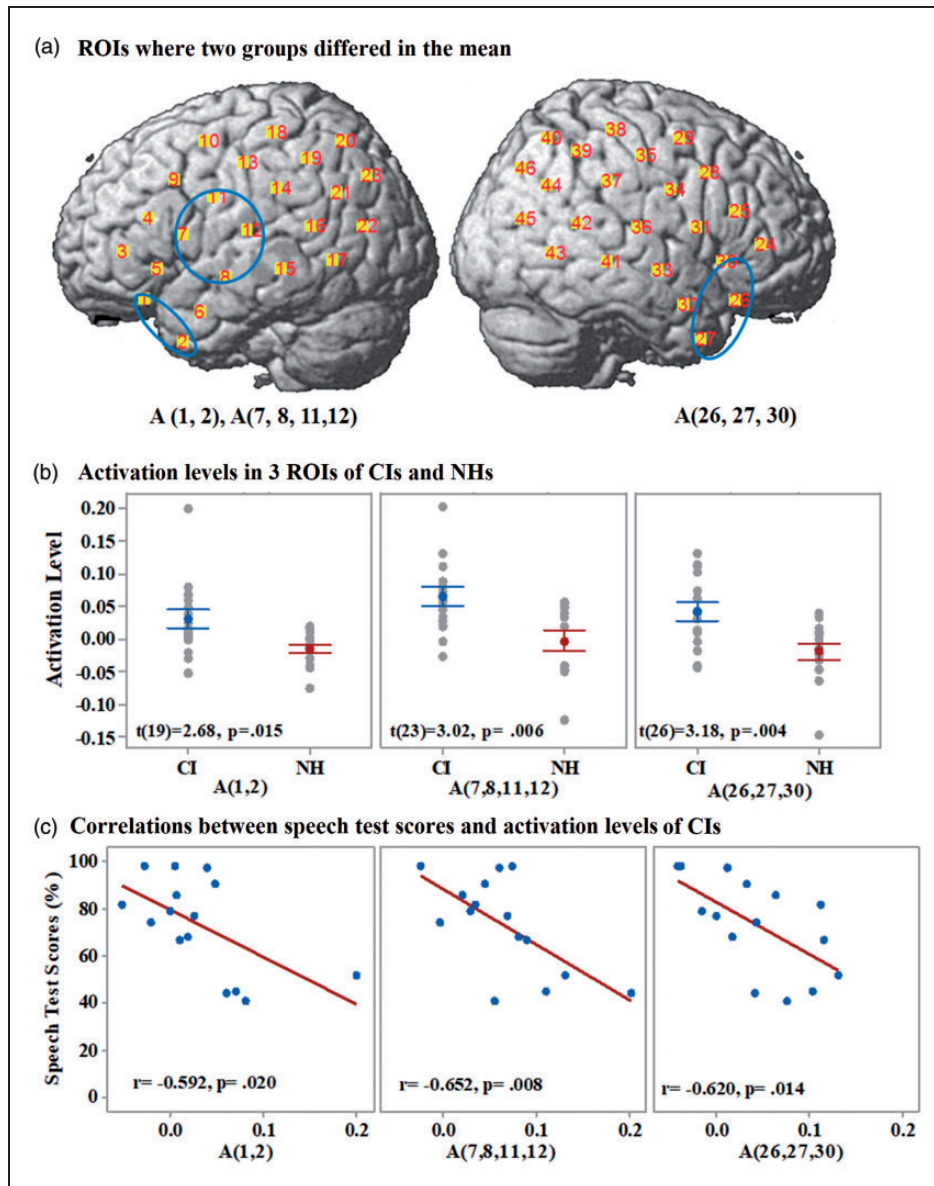 (a) ROIs where two groups differed in the mean
10 18 20
13 19 23
9 14 21
11
4 7 12 16 22
3 5 8 15 17
1 6
2
40 38 29
39 35
46 28
44 37 34
45 42 36 31 25
24
43 41 33 30
32 26
27
A (1, 2), A(7, 8, 11,12) A(26, 27, 30)
(b) Activation levels in 3 ROIs of CIs and NHs
Activation Level
0.20
0.15
0.10
0.05
0.00
-0.05
-0.10
-0.15
t(19)=2.68, p=.015 t(23)=3.02, p= .006 t(26)=3.18, p=.004
CI NH CI NH CI NH
A(1,2) A(7,8,11,12) A(26,27,30)
(c) Correlations between speech test scores and activation levels of CIs
Speech Test Scores (%)
100
80
60
40
20
0
r= -0.592, p= .020 r= -0.652, p= .008 r= -0.620, p= .014
0.0 0.1 0.2 0.0 0.1 0.2 0.0 0.1 0.2
A(1,2) A(7,8,11,12) A(26,27,30)